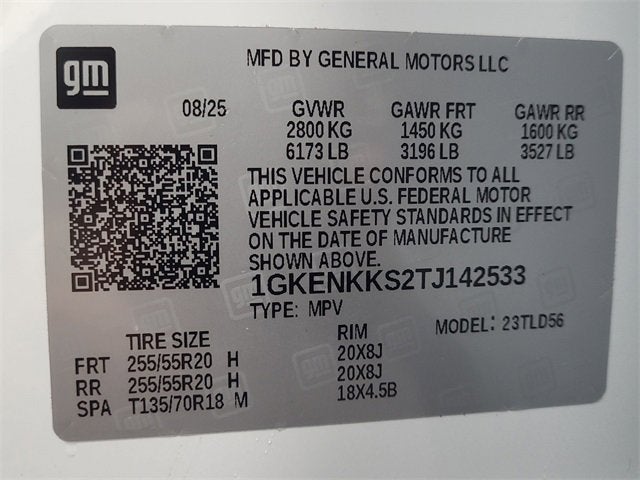 gm
MFD BY GENERAL MOTORS LLC
08/25 GVWR GAWR FRT GAWR RR
2800 KG 1450 KG 1600 KG
6173 LB 3196 LB 3527 LB
THIS VEHICLE CONFORMS TO ALL
APPLICABLE U.S. FEDERAL MOTOR
VEHICLE SAFETY STANDARDS IN EFFECT
ON THE DATE OF MANUFACTURE
SHOWN ABOVE.
1GKENKKS2TJ142533
TYPE: MPV
MODEL: 23TLD56
TIRE SIZE RIM
FRT 255/55R20 H 20X8J
RR 255/55R20 H 20X8J
SPA T135/70R18 M 18X4.5B